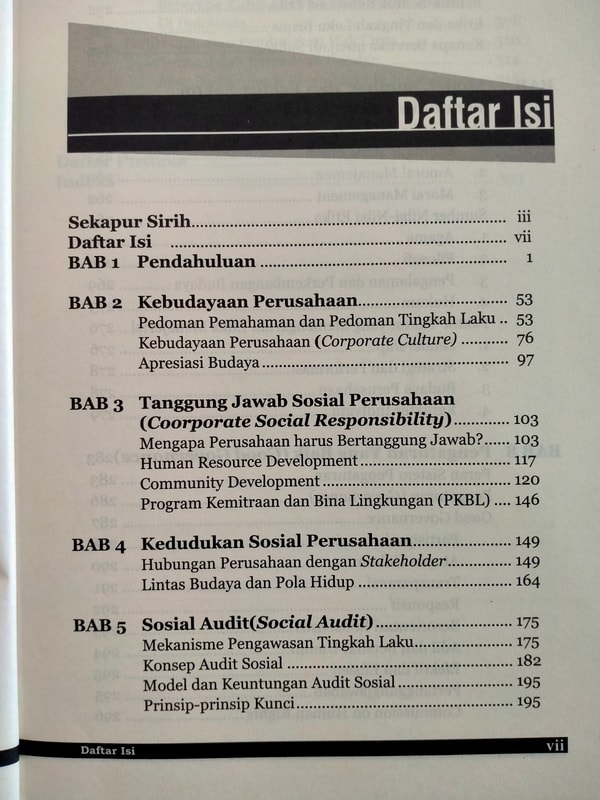 Daftar Isi
Sekapur Sirih.......... iii
Daftar Isi .......... vii
BAB 1 Pendahuluan .......... 1
BAB 2 Kebudayaan Perusahaan.......... 53
Pedoman Pemahaman dan Pedoman Tingkah Laku .. 53
Kebudayaan Perusahaan (Corporate Culture) .......... 76
Apresiasi Budaya.......... 97
BAB 3 Tanggung Jawab Sosial Perusahaan
(Coorporate Social Responsibility).......... 103
Mengapa Perusahaan harus Bertanggung Jawab?...... 103
Human Resource Development.......... 117
Community Development .......... 120
Program Kemitraan dan Bina Lingkungan (PKBL) .... 146
BAB 4 Kedudukan Sosial Perusahaan.......... 149
Hubungan Perusahaan dengan Stakeholder.......... 149
Lintas Budaya dan Pola Hidup .......... 164
BAB 5 Sosial Audit(Social Audit).......... 175
Mekanisme Pengawasan Tingkah Laku.......... 175
Konsep Audit Sosial .......... 182
Model dan Keuntungan Audit Sosial .......... 195
Prinsip-prinsip Kunci.......... 195
Daftar Isi vii